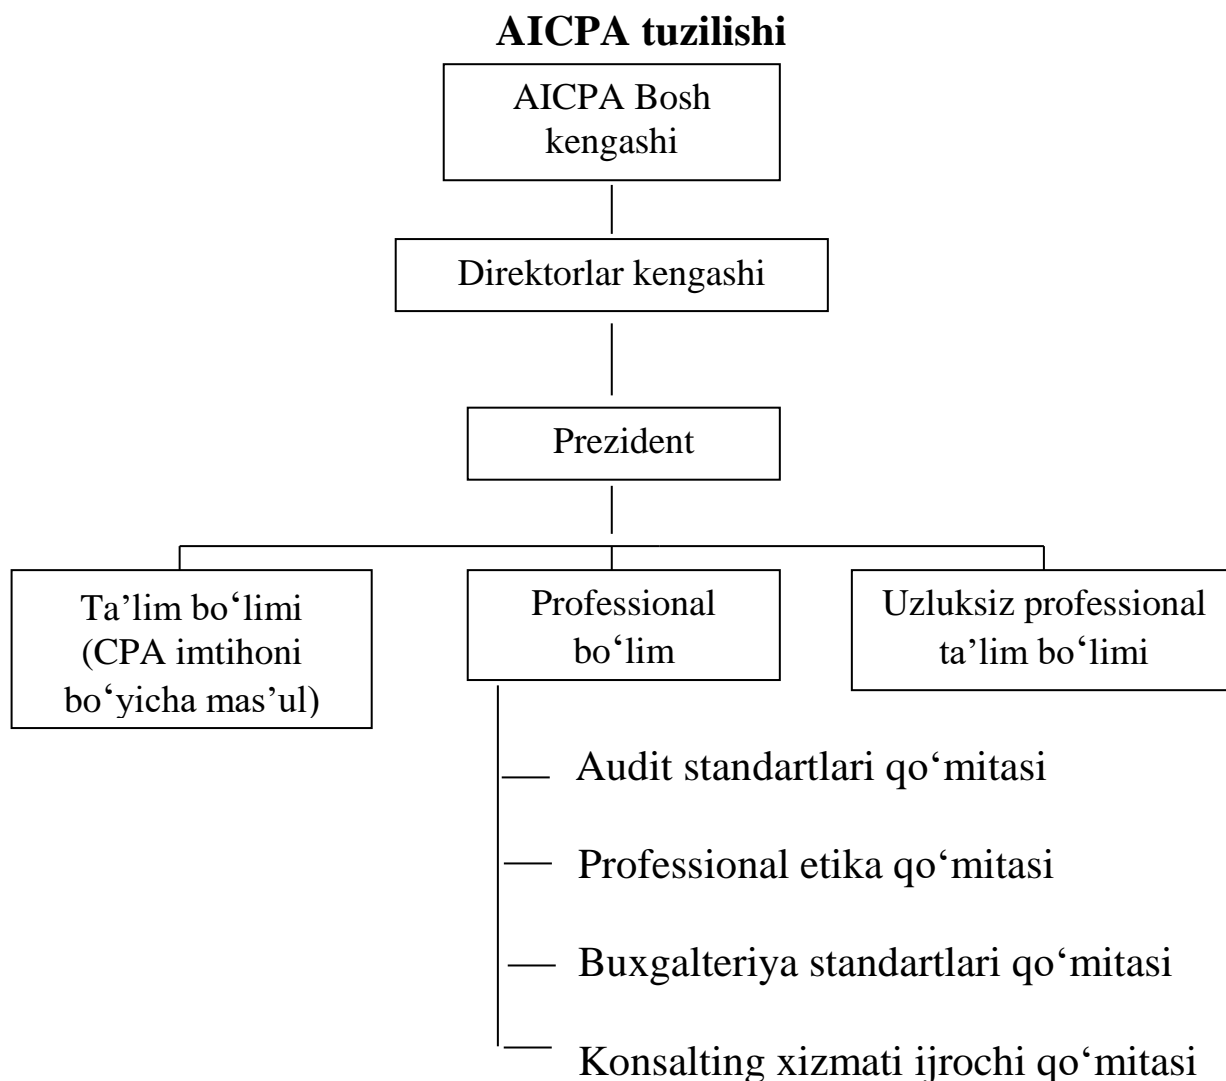 AICPA tuzilishi
AICPA Bosh
kengashi
Direktorlar kengashi
Prezident
Ta’lim bo‘limi
(CPA imtihoni
bo‘yicha mas’ul)
Professional
bo‘lim
Uzluksiz professional
ta’lim bo‘limi
Audit standartlari qo‘mitasi
Professional etika qo‘mitasi
Buxgalteriya standartlari qo‘mitasi
Konsalting xizmati ijrochi qo‘mitasi